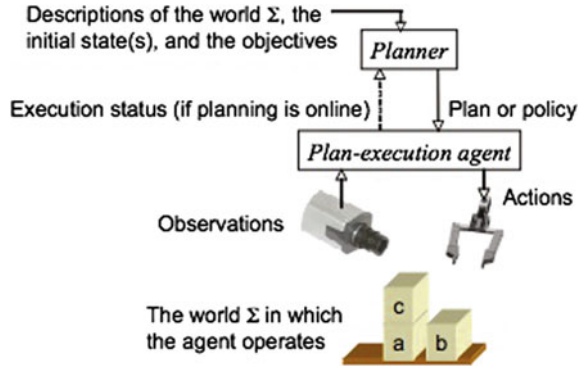 Descriptions of the world Σ, the
initial state(s), and the objectives
Planner
Execution status (if planning is online)
Plan or policy
Plan-execution agent
Observations
Actions
The world Σ in which
the agent operates
c
a
b